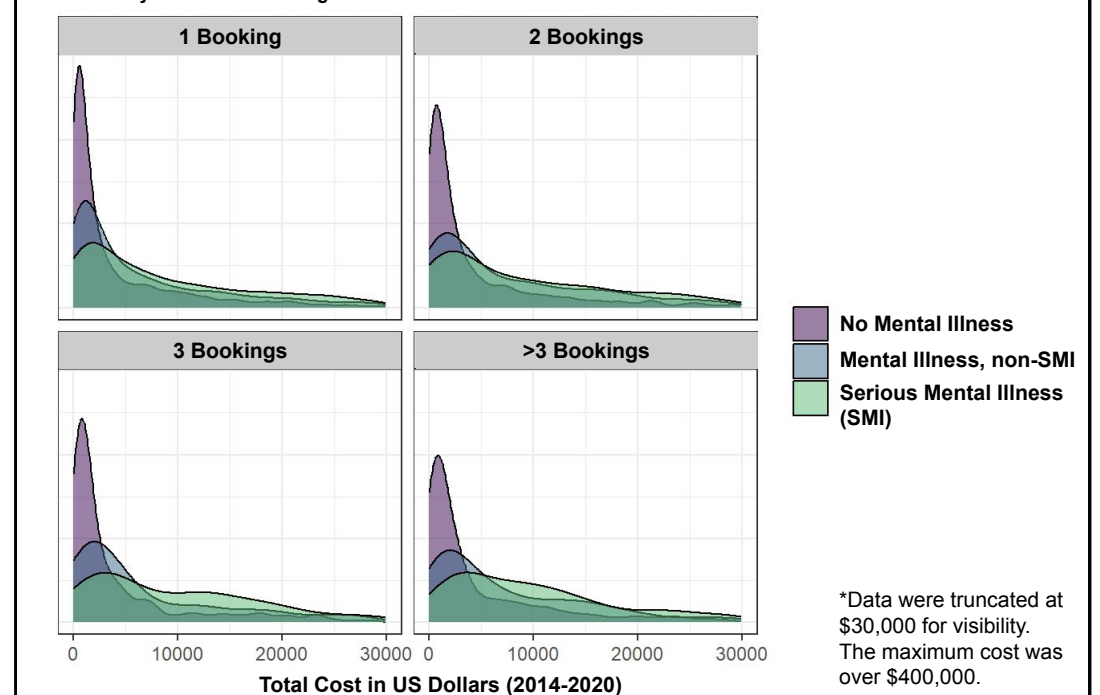 1 Booking
2 Bookings
3 Bookings
>3 Bookings
0
10000
20000
30000
0
10000
20000
30000
Total Cost in US Dollars (2014-2020)
No Mental Illness
Mental Illness, non-SMI
Serious Mental Illness
(SMI)
*Data were truncated at
$30,000 for visibility.
The maximum cost was
over $400,000.